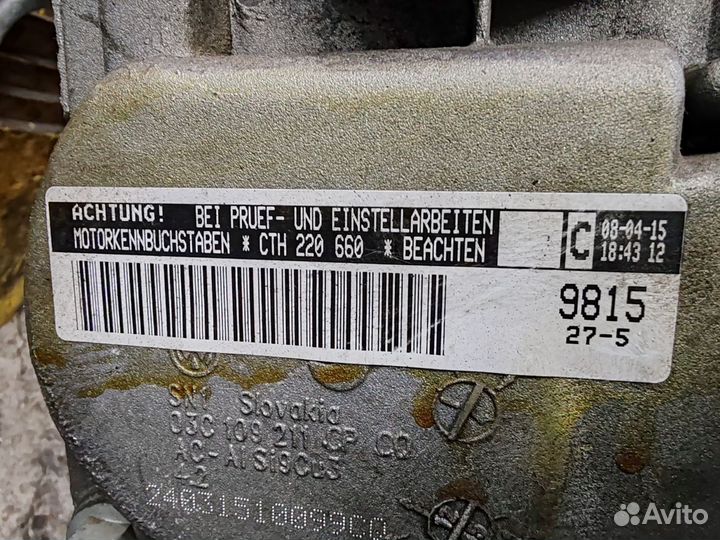 ACHTUNG! BEI PRUEF- UND EINSTELLARBEITEN
MOTORKENNBUCHSTABEN * CTH 220 660 * BEACHTEN
C
08-04-15
18:43 12
9815
27-5
Slovakia
03C 109 211
AC-AlSi9Cu3
Avito